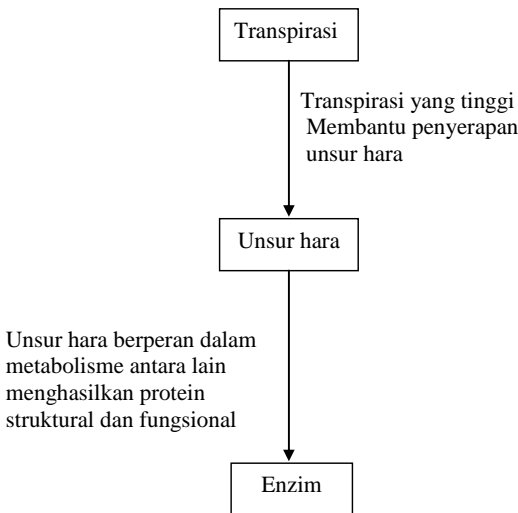 Transpirasi
Transpirasi yang tinggi
Membantu penyerapan
unsur hara
Unsur hara
Unsur hara berperan dalam
metabolisme antara lain
menghasilkan protein
struktural dan fungsional
Enzim